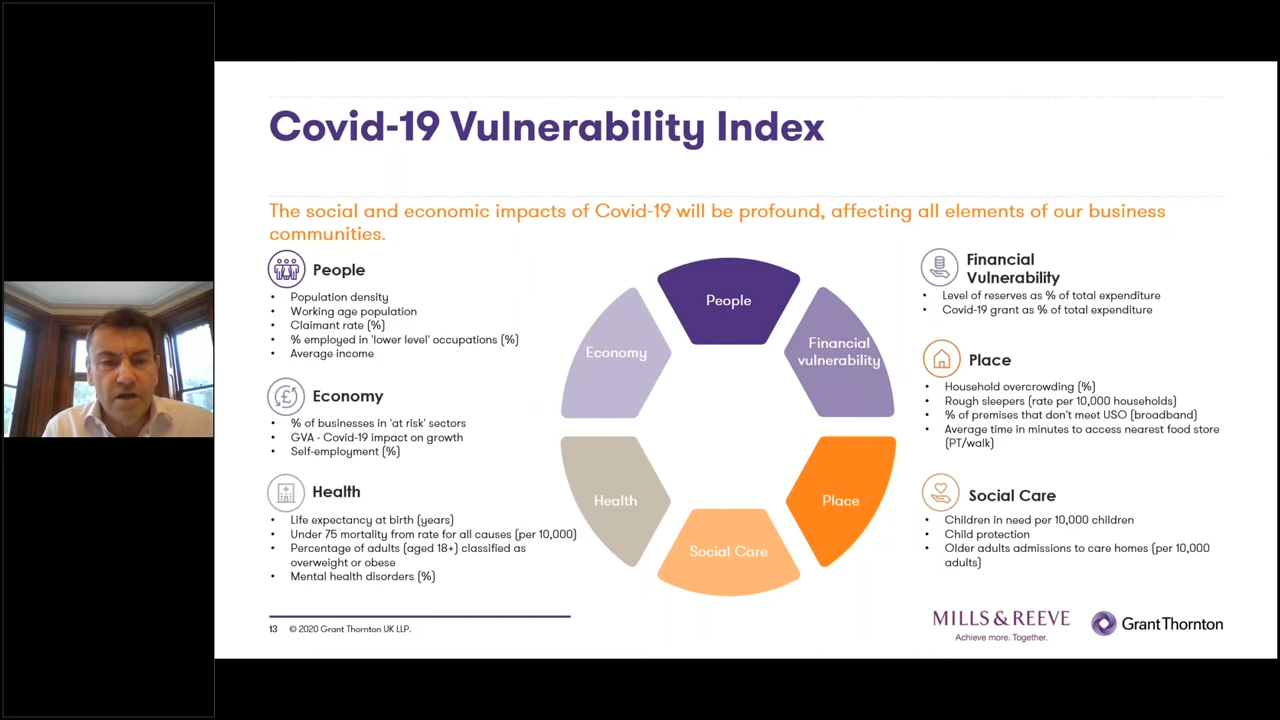 Covid-19 Vulnerability Index
The social and economic impacts of Covid-19 will be profound, affecting all elements of our business
communities.
People
• Population density
• Working age population
• Claimant rate (%)
• % employed in 'lower level' occupations (%)
• Average income
Economy
• % of businesses in 'at risk' sectors
• GVA - Covid-19 impact on growth
• Self-employment (%)
Health
• Life expectancy at birth (years)
• Under 75 mortality from rate for all causes (per 10,000)
• Percentage of adults (aged 18+) classified as
overweight or obese
• Mental health disorders (%)
People
Financial
vulnerability
Place
Social Care
Health
Economy
Financial
Vulnerability
• Level of reserves as % of total expenditure
• Covid-19 grant as % of total expenditure
Place
• Household overcrowding (%)
• Rough sleepers (rate per 10,000 households)
• % of premises that don't meet USO (broadband)
• Average time in minutes to access nearest food store
(PT/walk)
Social Care
• Children in need per 10,000 children
• Child protection
• Older adults admissions to care homes (per 10,000
adults)
13 © 2020 Grant Thornton UK LLP.
MILLS & REEVE
Achieve more. Together.
Grant Thornton